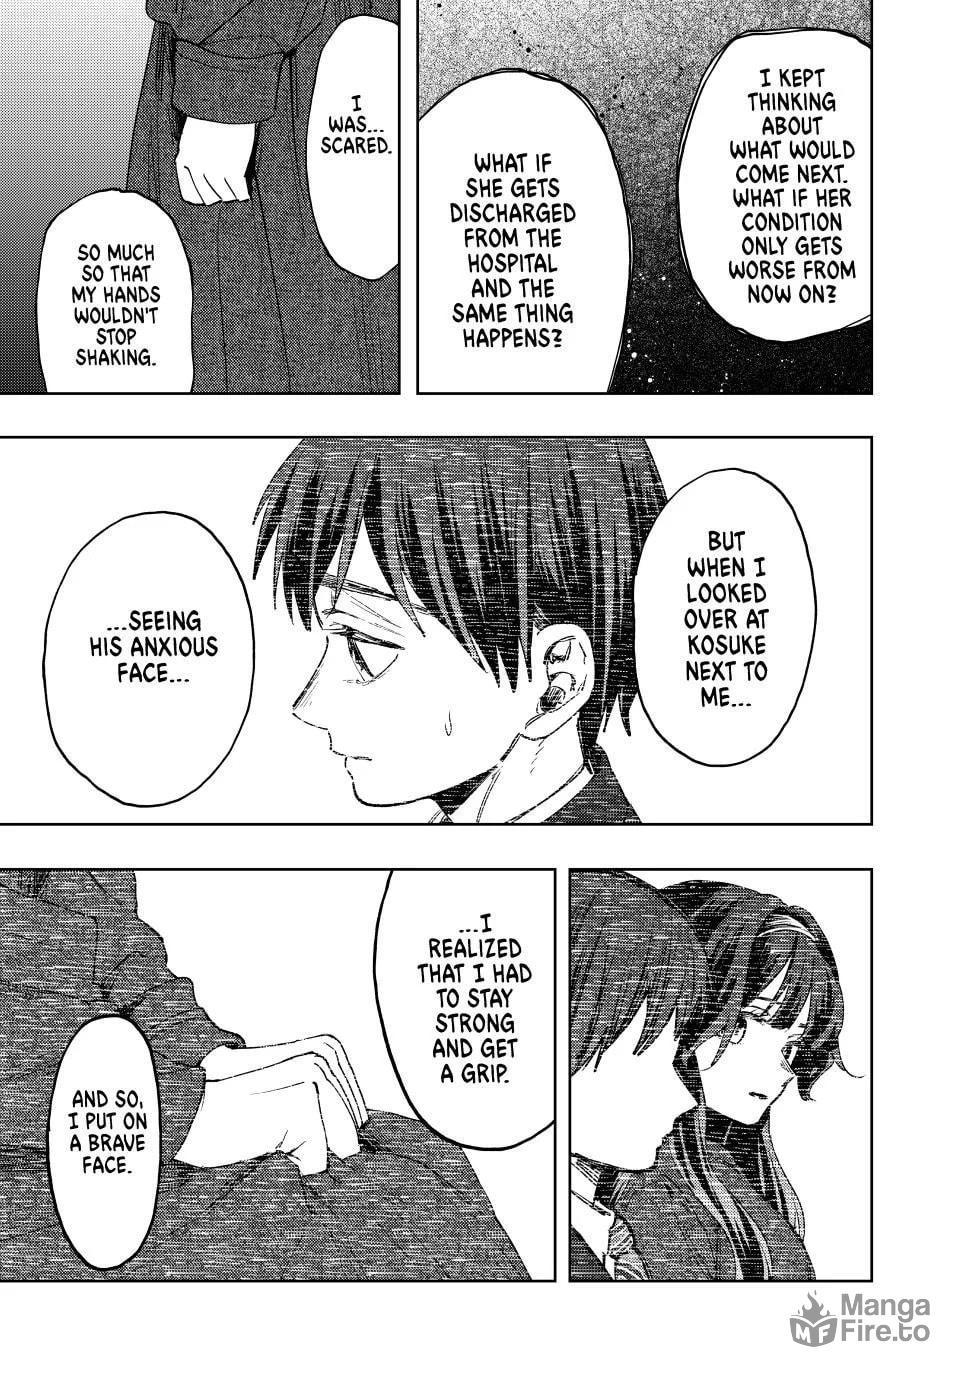 I KEPT
THINKING
ABOUT
WHAT WOULD
COME NEXT.
WHAT IF HER
CONDITION
ONLY GETS
WORSE FROM
NOW ON?
WHAT IF
SHE GETS
DISCHARGED
FROM THE
HOSPITAL
AND THE
SAME THING
HAPPENS?
I
WAS...
SCARED.
SO MUCH
SO THAT
MY HANDS
WOULDN'T
STOP
SHAKING.
BUT
WHEN I
LOOKED
OVER AT
KOSUKE
NEXT TO
ME...
...SEEING
HIS ANXIOUS
FACE...
...I
REALIZED
THAT I HAD
TO STAY
STRONG
AND GET
A GRIP.
AND SO,
I PUT ON
A BRAVE
FACE.
MF
Manga
Fire.to